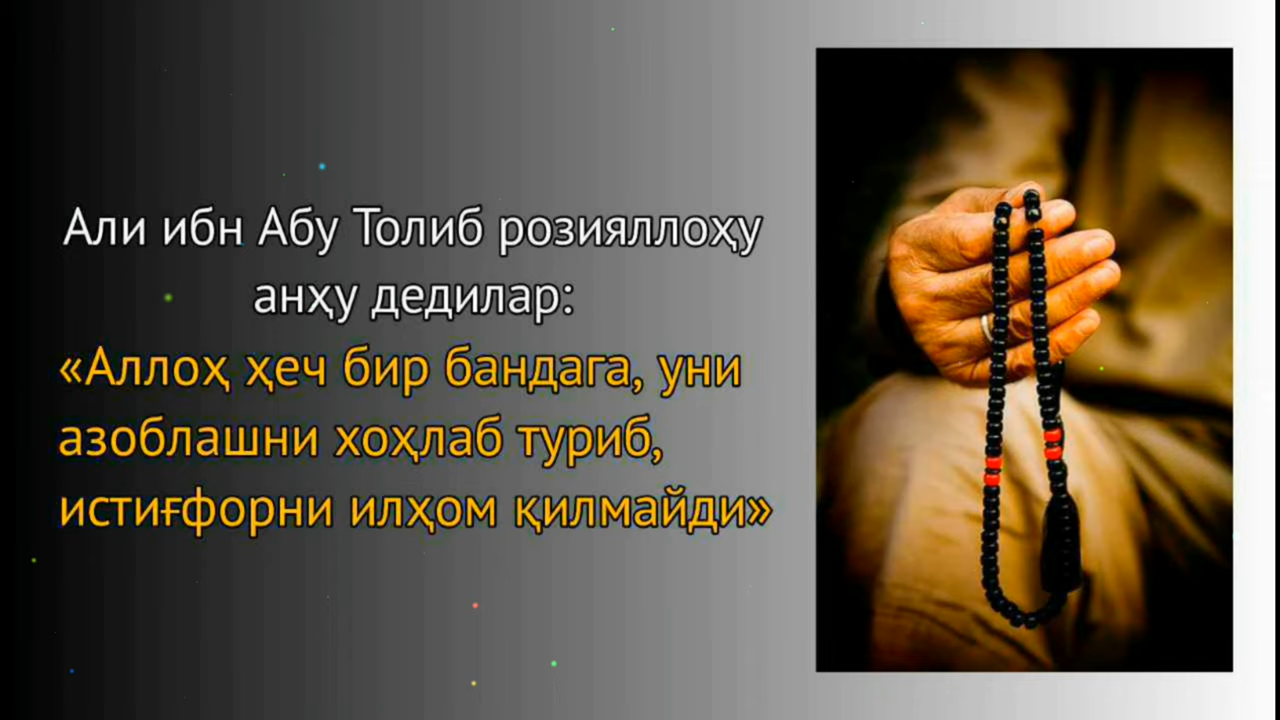 Али ибн Абу Толиб розияллоҳу
анҳу дедилар:
«Аллоҳ ҳеч бир бандага, уни
азоблашни хоҳлаб туриб,
истиғфорни илҳом қилмайди»